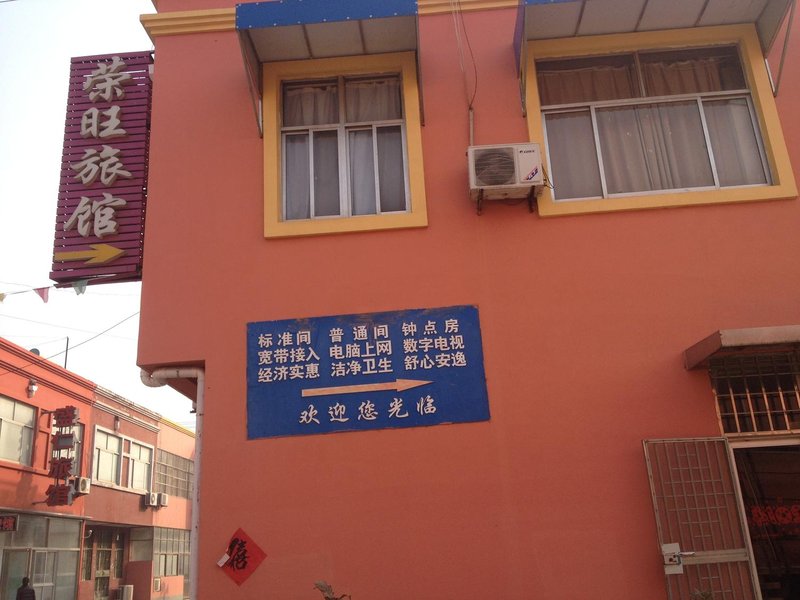 荣旺旅馆
标准间 普通间 钟点房
宽带接入 电脑上网 数字电视
经济实惠 洁净卫生 舒心安逸
欢迎您光临
旅馆